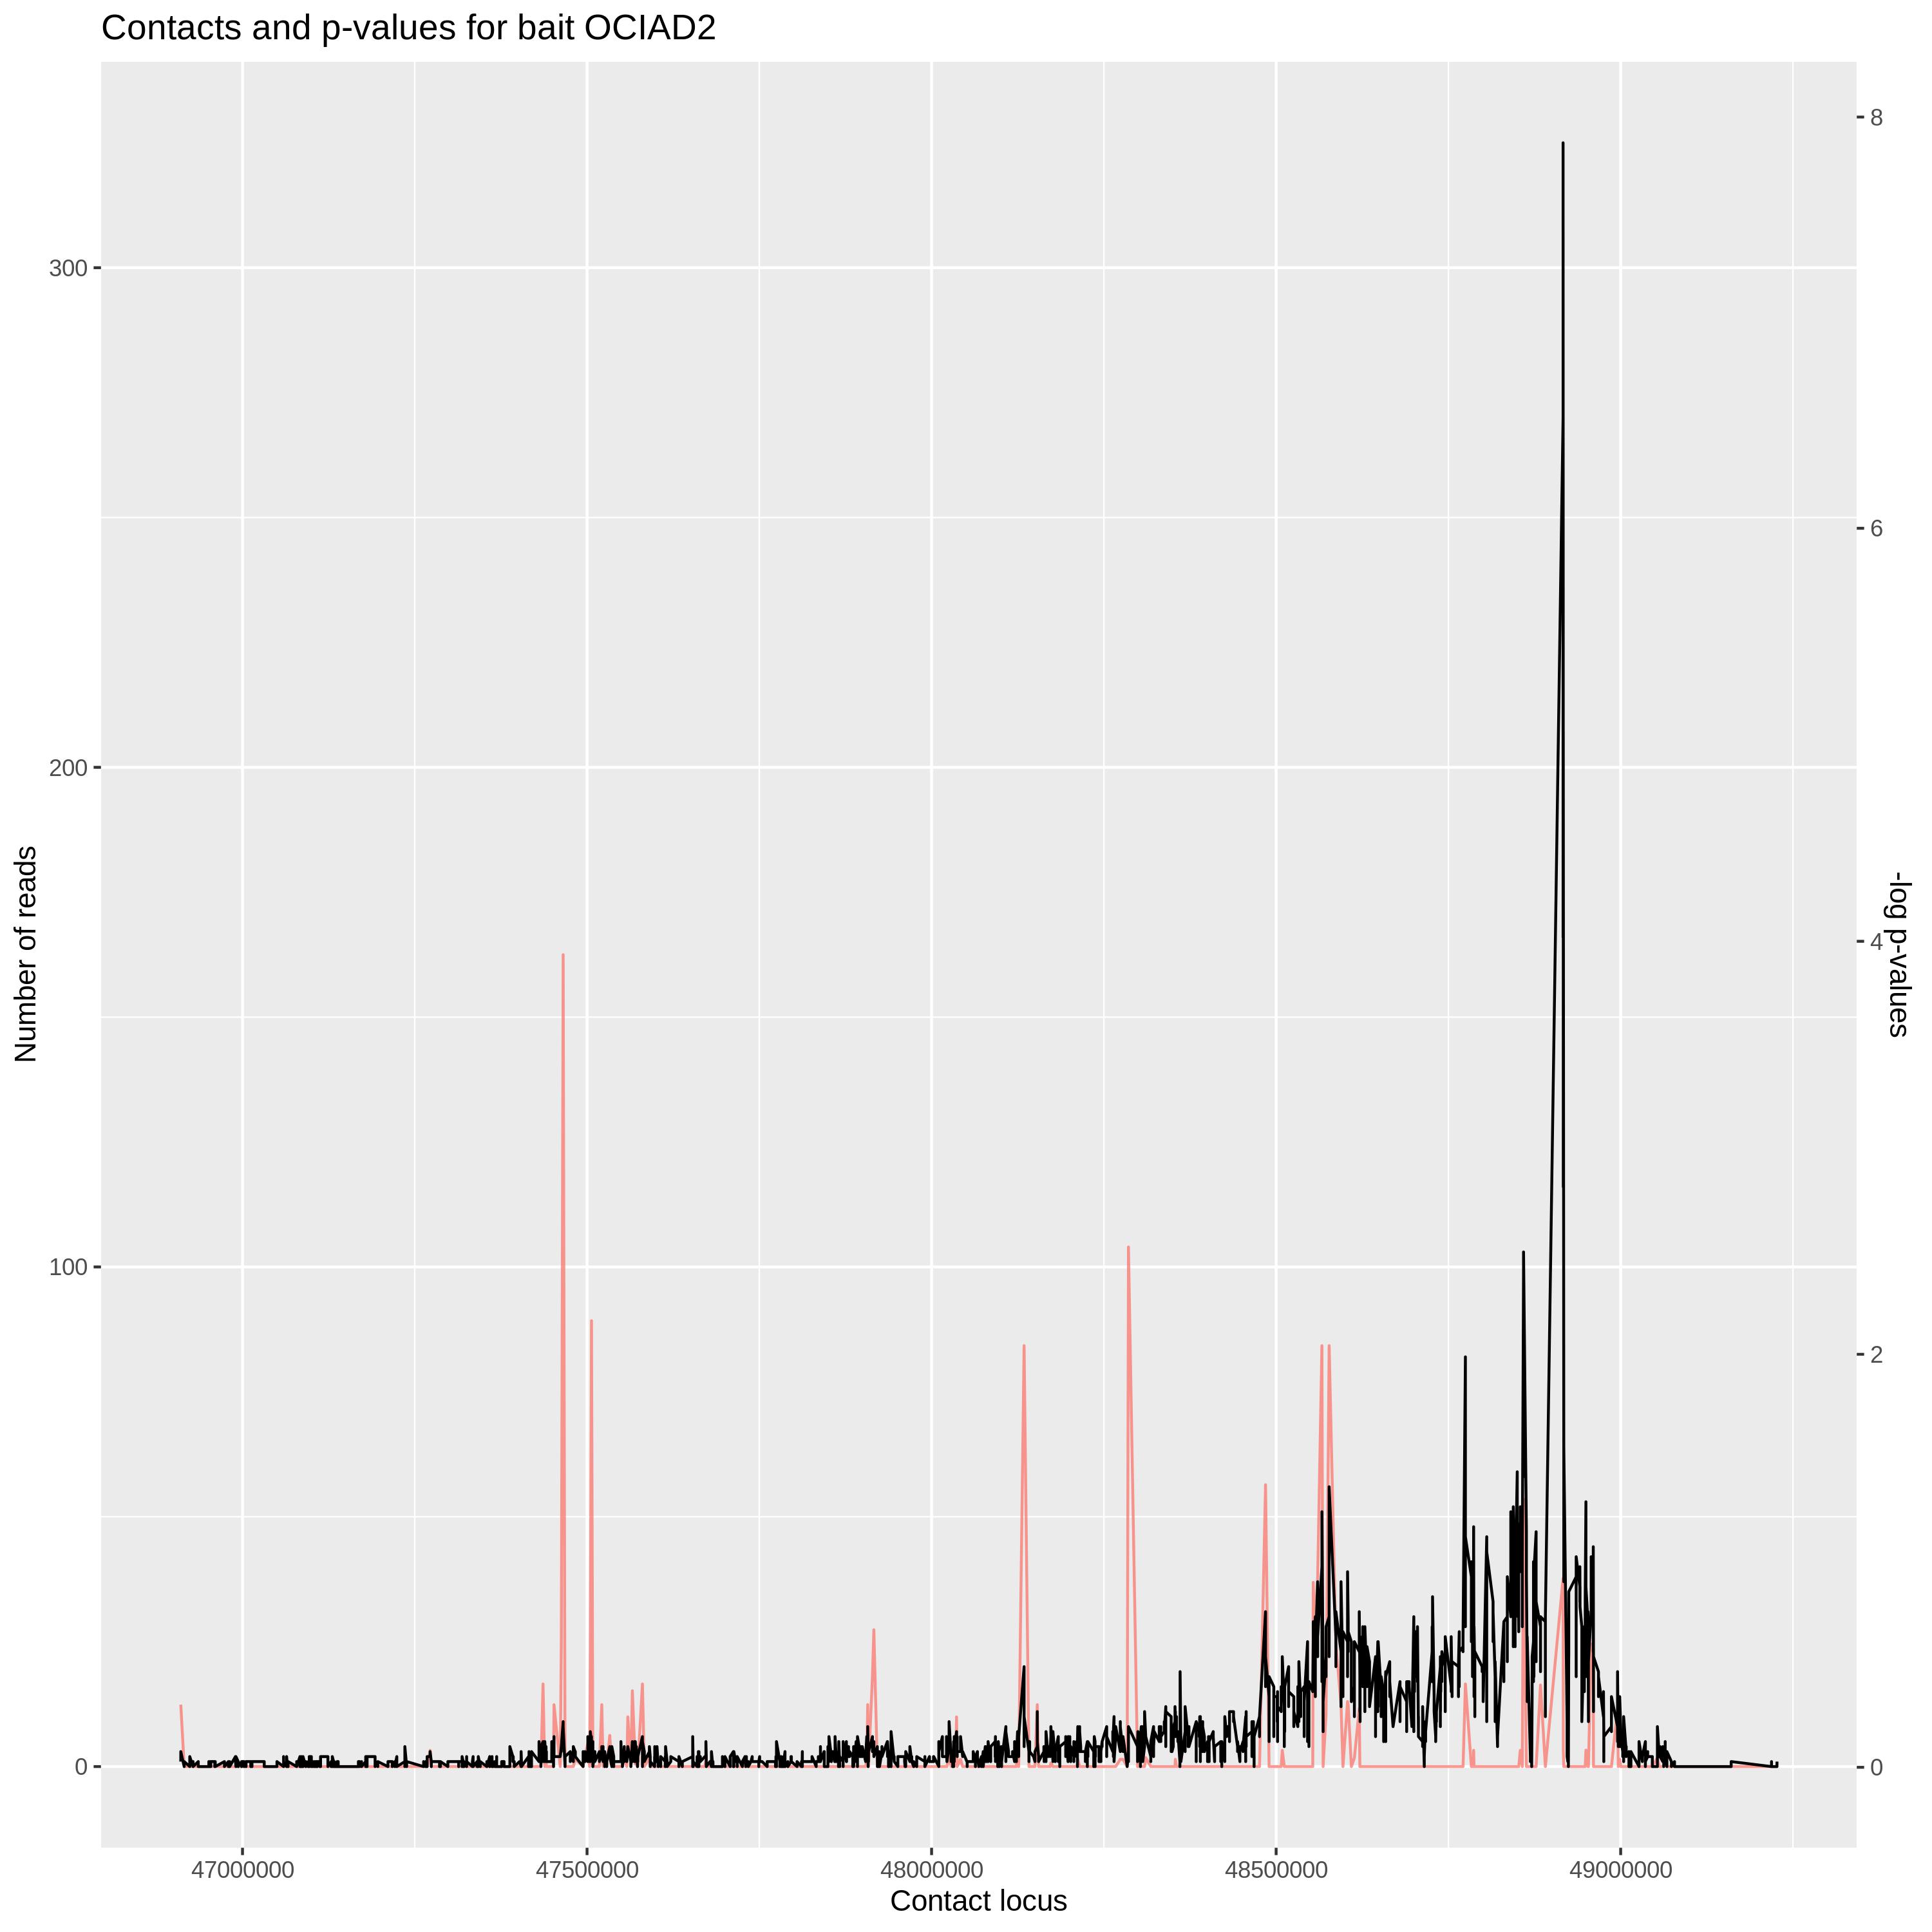 Contacts and p-values for bait OCIAD2
Number of reads
300
200
100
0
8
6
4
2
0
-log p-values
47000000 47500000 48000000 48500000 49000000
Contact locus